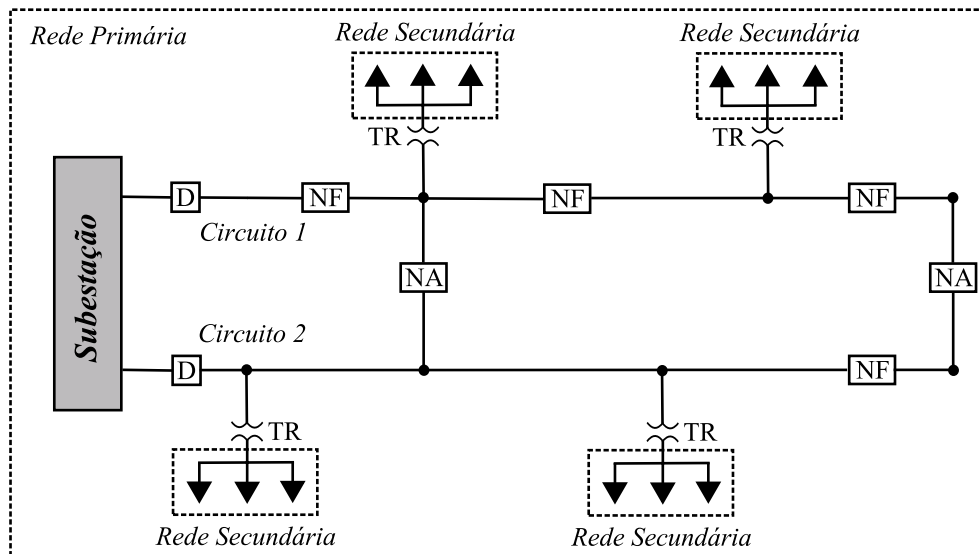 Rede Primária
Rede Secundária
Rede Secundária
TR
TR
D
NF
NF
NF
Circuito 1
Subestação
NA
NA
Circuito 2
D
NF
TR
TR
Rede Secundária
Rede Secundária